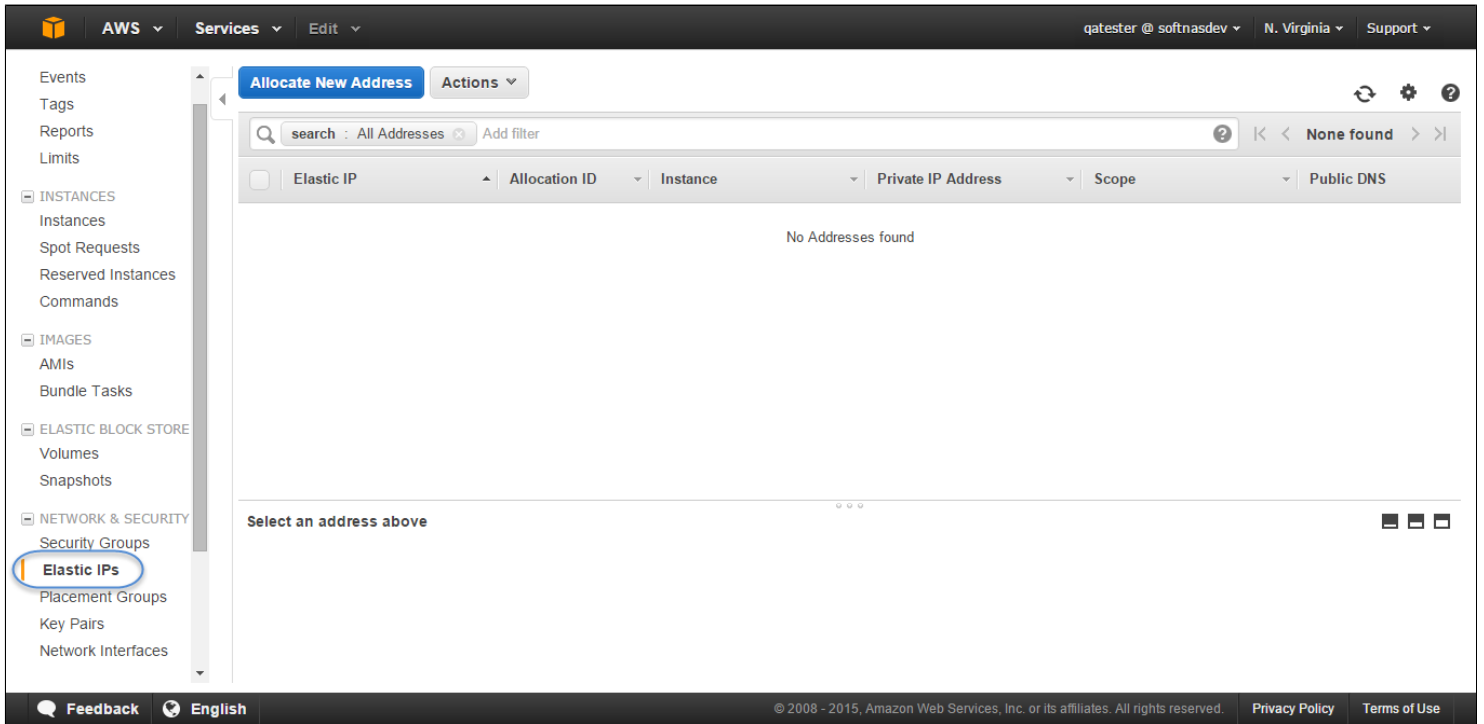 AWS Services Edit qatester @ softnasdev N. Virginia Support
Events
Tags
Reports
Limits
INSTANCES
Instances
Spot Requests
Reserved Instances
Commands
IMAGES
AMIs
Bundle Tasks
ELASTIC BLOCK STORE
Volumes
Snapshots
NETWORK & SECURITY
Security Groups
Elastic IPs
Placement Groups
Key Pairs
Network Interfaces
Allocate New Address Actions
search : All Addresses Add filter None found
Elastic IP Allocation ID Instance Private IP Address Scope Public DNS
No Addresses found
Select an address above
Feedback English © 2008 - 2015, Amazon Web Services, Inc. or its affiliates. All rights reserved. Privacy Policy Terms of Use